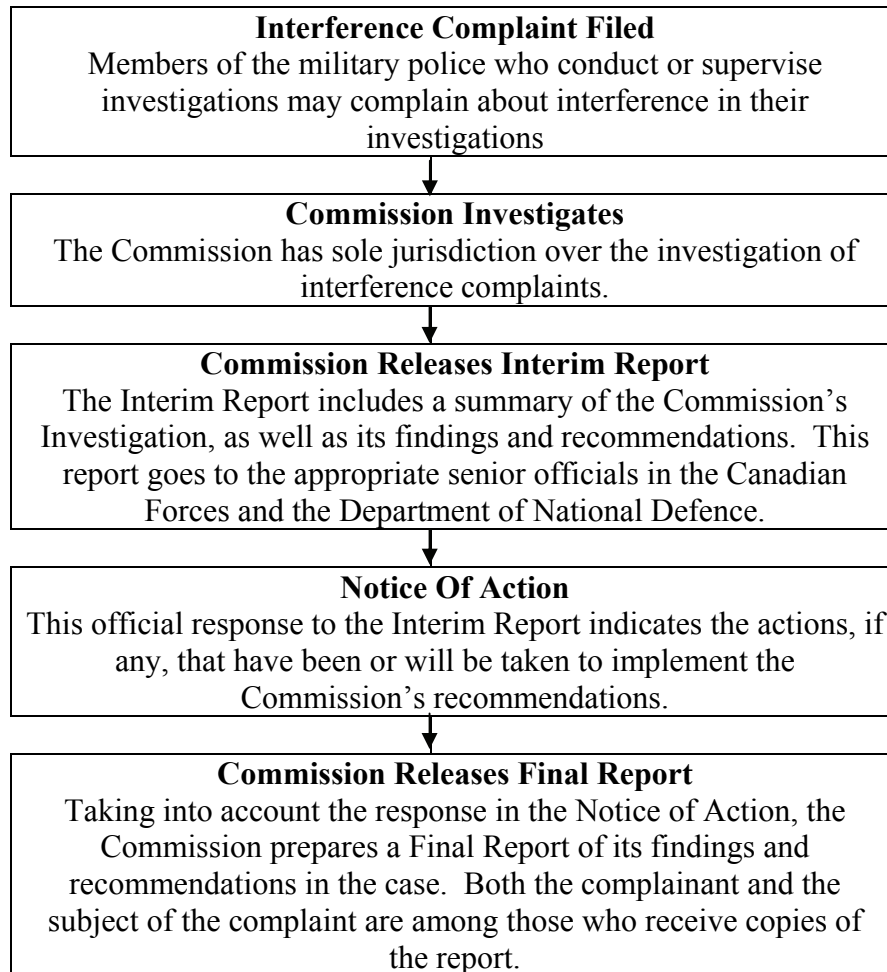 Interference Complaint Filed
Members of the military police who conduct or supervise
investigations may complain about interference in their
investigations
Commission Investigates
The Commission has sole jurisdiction over the investigation of
interference complaints.
Commission Releases Interim Report
The Interim Report includes a summary of the Commission’s
Investigation, as well as its findings and recommendations.  This
report goes to the appropriate senior officials in the Canadian
Forces and the Department of National Defence.
Notice Of Action
This official response to the Interim Report indicates the actions, if
any, that have been or will be taken to implement the
Commission’s recommendations.
Commission Releases Final Report
Taking into account the response in the Notice of Action, the
Commission prepares a Final Report of its findings and
recommendations in the case.  Both the complainant and the
subject of the complaint are among those who receive copies of
the report.